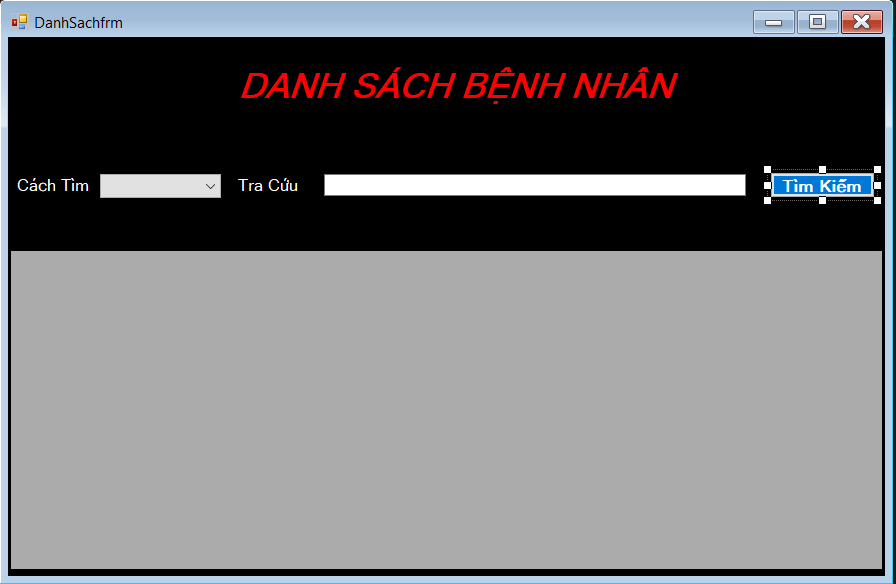 DanhSachfrm
DANH SÁCH BỆNH NHÂN
Cách Tìm Tra Cứu Tìm Kiếm